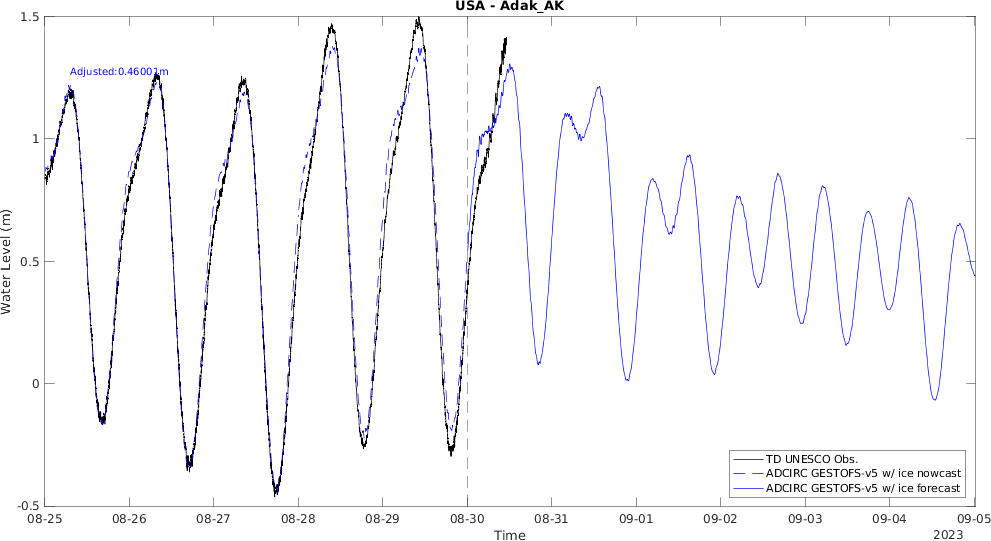 USA - Adak_AK
1.5
1
0.5
0
-0.5
Water Level (m)
Adjusted:0.46001m
TD UNESCO Obs.
ADCIRC GESTOFS-v5 w/ ice nowcast
ADCIRC GESTOFS-v5 w/ ice forecast
08-25 08-26 08-27 08-28 08-29 08-30 08-31 09-01 09-02 09-03 09-04 09-05
Time
2023